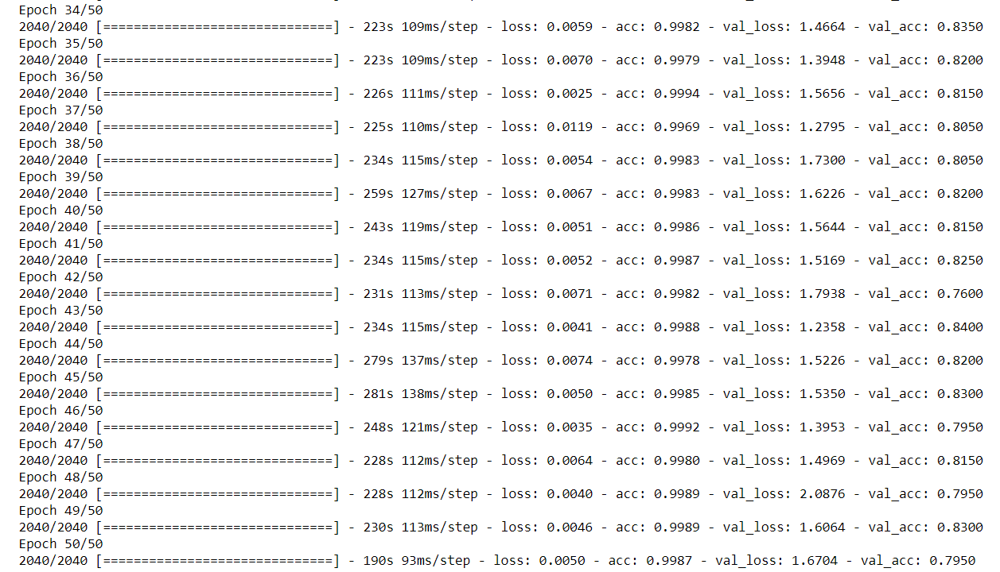 Epoch 34/50
2040/2040 [==============================] - 223s 109ms/step - loss: 0.0059 - acc: 0.9982 - val_loss: 1.4664 - val_acc: 0.8350
Epoch 35/50
2040/2040 [==============================] - 223s 109ms/step - loss: 0.0070 - acc: 0.9979 - val_loss: 1.3948 - val_acc: 0.8200
Epoch 36/50
2040/2040 [==============================] - 226s 111ms/step - loss: 0.0025 - acc: 0.9994 - val_loss: 1.5656 - val_acc: 0.8150
Epoch 37/50
2040/2040 [==============================] - 225s 110ms/step - loss: 0.0119 - acc: 0.9969 - val_loss: 1.2795 - val_acc: 0.8050
Epoch 38/50
2040/2040 [==============================] - 234s 115ms/step - loss: 0.0054 - acc: 0.9983 - val_loss: 1.7300 - val_acc: 0.8050
Epoch 39/50
2040/2040 [==============================] - 259s 127ms/step - loss: 0.0067 - acc: 0.9983 - val_loss: 1.6226 - val_acc: 0.8200
Epoch 40/50
2040/2040 [==============================] - 243s 119ms/step - loss: 0.0051 - acc: 0.9986 - val_loss: 1.5644 - val_acc: 0.8150
Epoch 41/50
2040/2040 [==============================] - 234s 115ms/step - loss: 0.0052 - acc: 0.9987 - val_loss: 1.5169 - val_acc: 0.8250
Epoch 42/50
2040/2040 [==============================] - 231s 113ms/step - loss: 0.0071 - acc: 0.9982 - val_loss: 1.7938 - val_acc: 0.7600
Epoch 43/50
2040/2040 [==============================] - 234s 115ms/step - loss: 0.0041 - acc: 0.9988 - val_loss: 1.2358 - val_acc: 0.8400
Epoch 44/50
2040/2040 [==============================] - 279s 137ms/step - loss: 0.0074 - acc: 0.9978 - val_loss: 1.5226 - val_acc: 0.8200
Epoch 45/50
2040/2040 [==============================] - 281s 138ms/step - loss: 0.0050 - acc: 0.9985 - val_loss: 1.5350 - val_acc: 0.8300
Epoch 46/50
2040/2040 [==============================] - 248s 121ms/step - loss: 0.0035 - acc: 0.9992 - val_loss: 1.3953 - val_acc: 0.7950
Epoch 47/50
2040/2040 [==============================] - 228s 112ms/step - loss: 0.0064 - acc: 0.9980 - val_loss: 1.4969 - val_acc: 0.8150
Epoch 48/50
2040/2040 [==============================] - 228s 112ms/step - loss: 0.0040 - acc: 0.9989 - val_loss: 2.0876 - val_acc: 0.7950
Epoch 49/50
2040/2040 [==============================] - 230s 113ms/step - loss: 0.0046 - acc: 0.9989 - val_loss: 1.6064 - val_acc: 0.8300
Epoch 50/50
2040/2040 [==============================] - 190s 93ms/step - loss: 0.0050 - acc: 0.9987 - val_loss: 1.6704 - val_acc: 0.7950